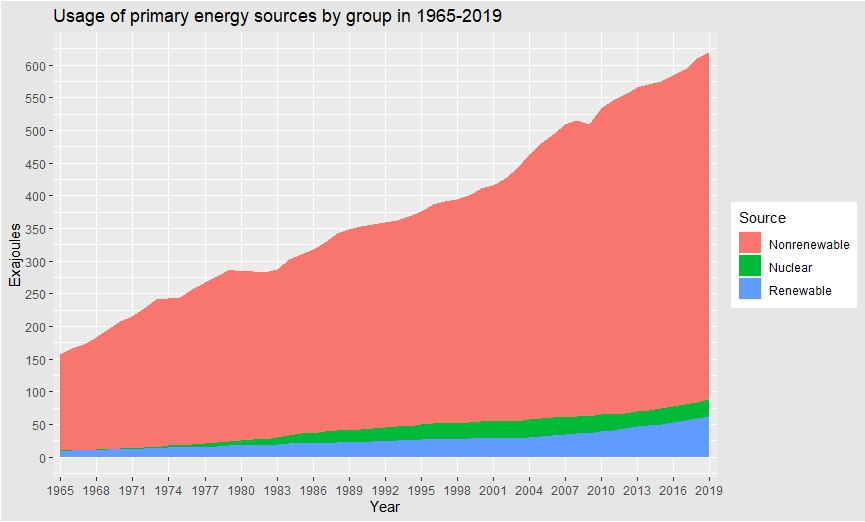 Usage of primary energy sources by group in 1965-2019
Exajoules
600
550
500
450
400
350
300
250
200
150
100
50
0
1965 1968 1971 1974 1977 1980 1983 1986 1989 1992 1995 1998 2001 2004 2007 2010 2013 2016 2019
Year
Source
Nonrenewable
Nuclear
Renewable